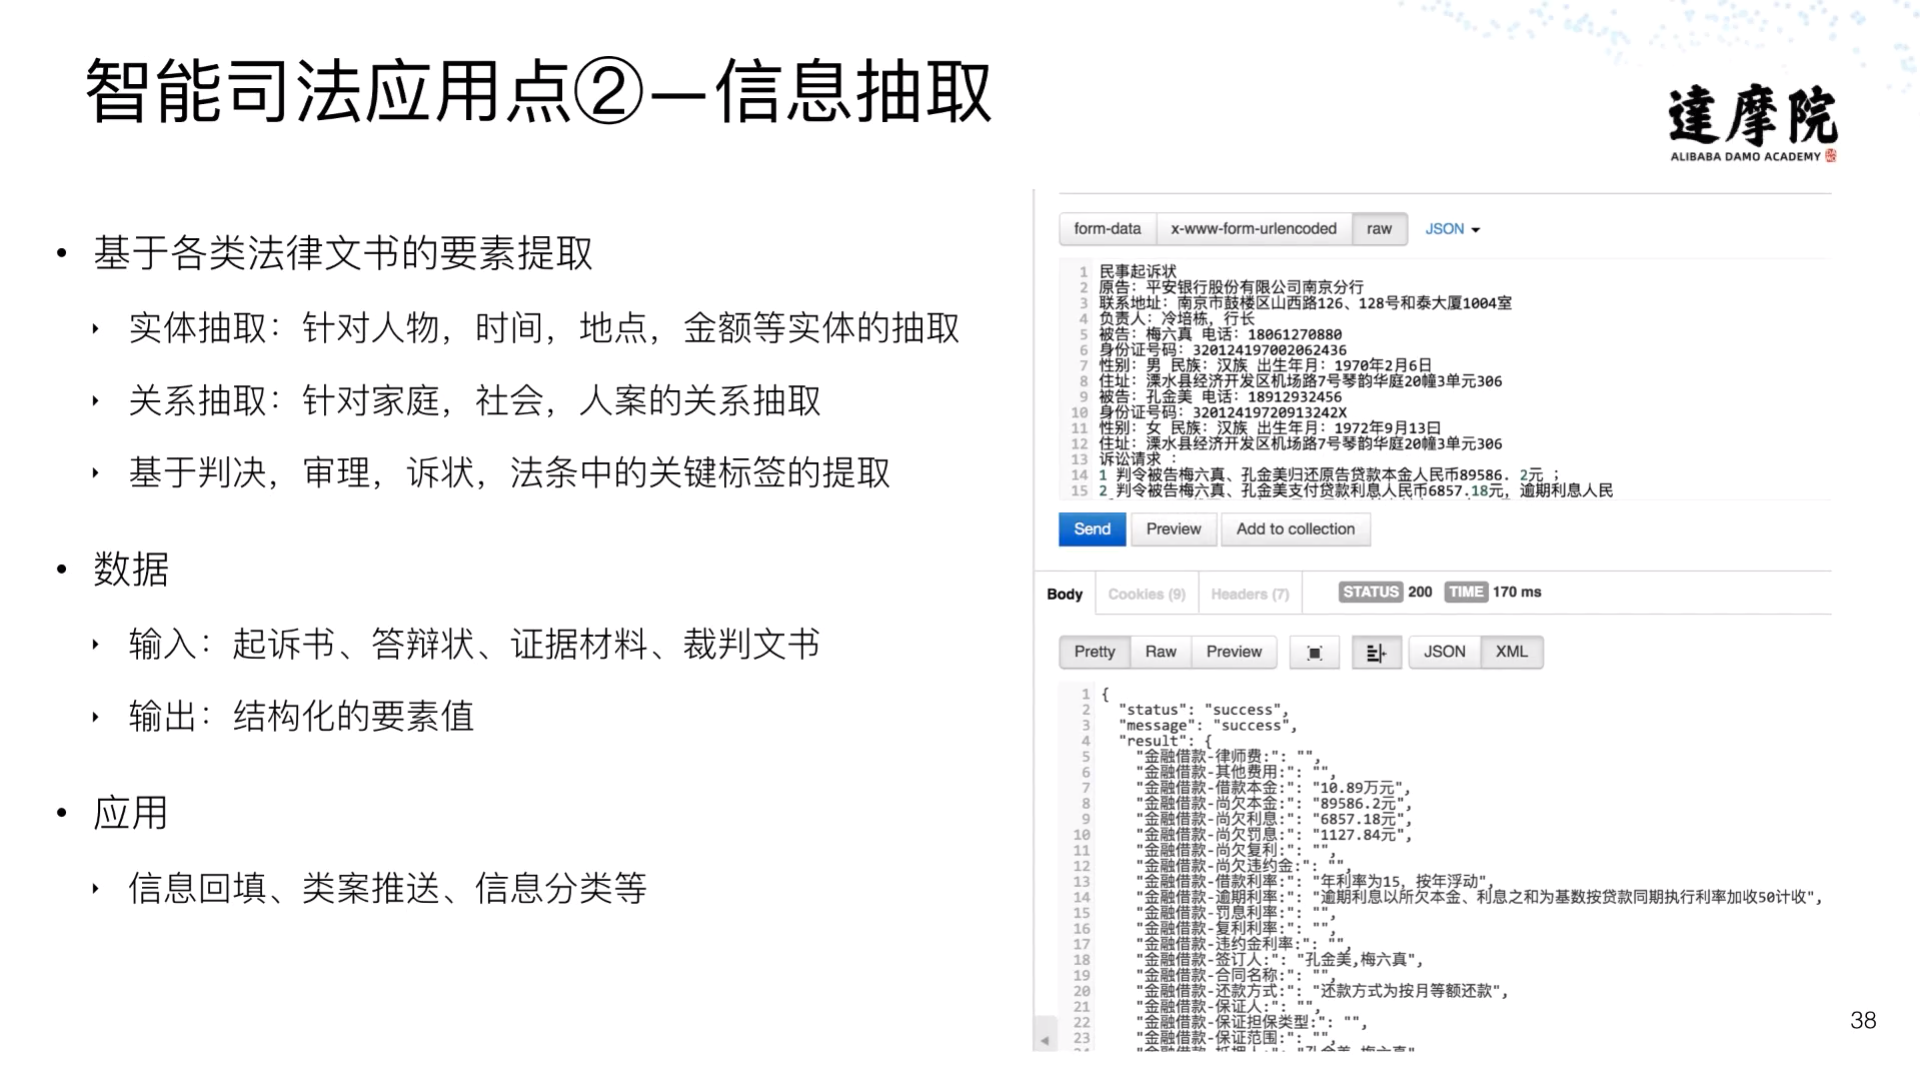 智能司法应用点②—信息抽取
達摩院
ALIBABA DAMO ACADEMY
• 基于各类法律文书的要素提取
‣ 实体抽取：针对人物，时间，地点，金额等实体的抽取
‣ 关系抽取：针对家庭，社会，人案的关系抽取
‣ 基于判决，审理，诉状，法条中的关键标签的提取
• 数据
‣ 输入：起诉书、答辩状、证据材料、裁判文书
‣ 输出：结构化的要素值
• 应用
‣ 信息回填、类案推送、信息分类等
form-data x-www-form-urlencoded raw JSON
1 民事起诉状
2 原告：平安银行股份有限公司南京分行
3 联系地址：南京市鼓楼区山西路126、128号和泰大厦1004室
4 负责人：冷培栋，行长
5 被告：梅六真 电话：18061270880
6 身份证号码：320124197002062436
7 性别：男 民族：汉族 出生年月：1970年2月6日
8 住址：溧水县经济开发区机场路7号琴韵华庭20幢3单元306
9 被告：孔金美 电话：18912932456
10 身份证号码：32012419720913242X
11 性别：女 民族：汉族 出生年月：1972年9月13日
12 住址：溧水县经济开发区机场路7号琴韵华庭20幢3单元306
13 诉讼请求：
14 1 判令被告梅六真、孔金美归还原告贷款本金人民币89586. 2元；
15 2 判令被告梅六真、孔金美支付贷款利息人民币6857.18元，逾期利息人民
Send Preview Add to collection
Body Cookies (9) Headers (7) STATUS 200 TIME 170 ms
Pretty Raw Preview JSON XML
1 {
2 "status": "success",
3 "message": "success",
4 "result": {
5 "金融借款-律师费:": "",
6 "金融借款-其他费用:": "",
7 "金融借款-借款本金:": "10.89万元",
8 "金融借款-尚欠本金:": "89586.2元",
9 "金融借款-尚欠利息:": "6857.18元",
10 "金融借款-尚欠罚息:": "1127.84元",
11 "金融借款-尚欠复利:": "",
12 "金融借款-尚欠违约金:": "",
13 "金融借款-借款利率:": "年利率为15，按年浮动",
14 "金融借款-逾期利率:": "逾期利息以所欠本金、利息之和为基数按贷款同期执行利率加收50计收",
15 "金融借款-罚息利率:": "",
16 "金融借款-复利利率:": "",
17 "金融借款-违约金利率:": "",
18 "金融借款-签订人:": "孔金美,梅六真",
19 "金融借款-合同名称:": "",
20 "金融借款-还款方式:": "还款方式为按月等额还款",
21 "金融借款-保证人:": "",
22 "金融借款-保证担保类型:": "",
23 "金融借款-保证范围:": "",
38